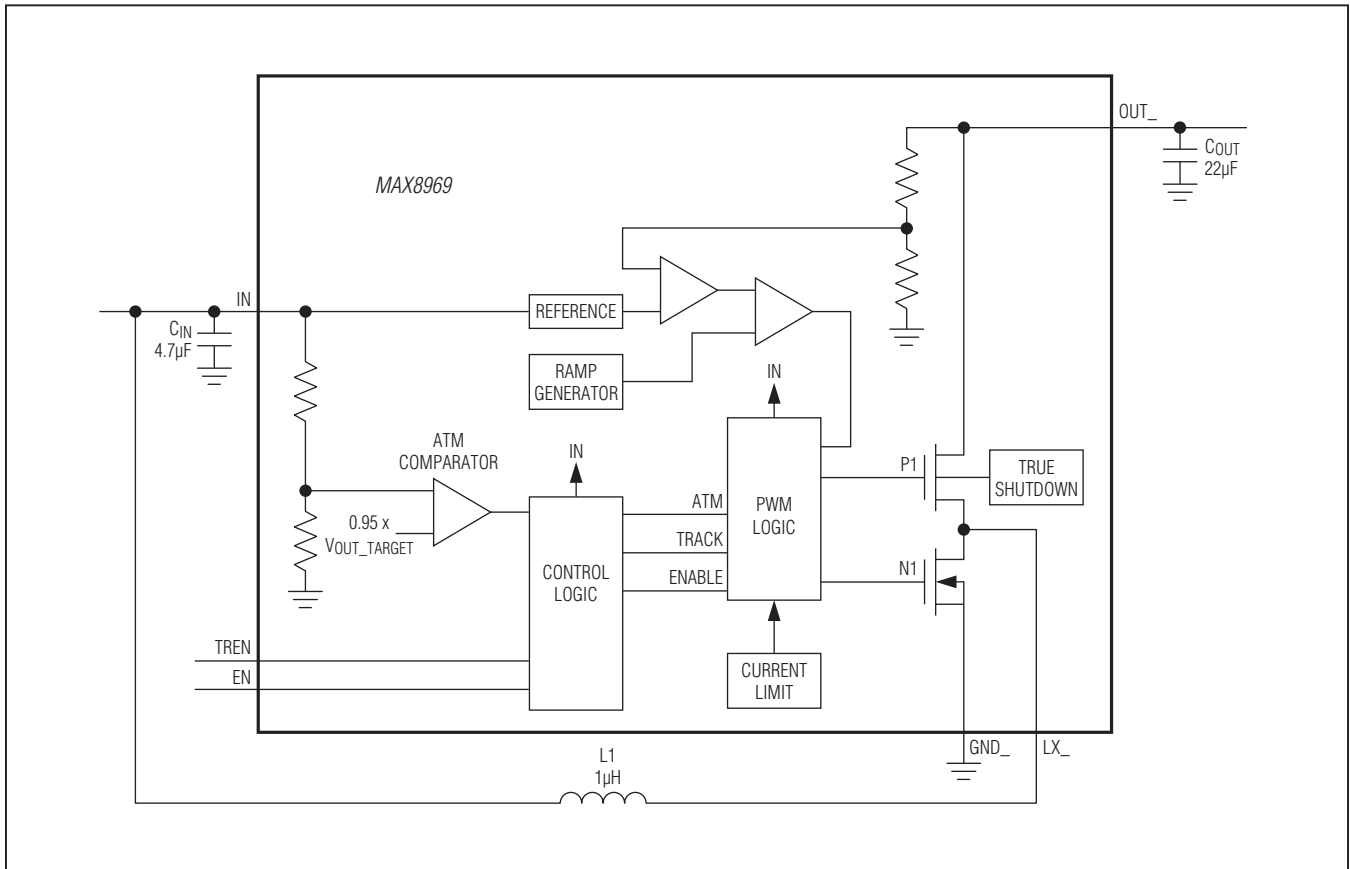 OUT_
COUT
22µF
MAX8969
IN
CIN
4.7µF
REFERENCE
RAMP
GENERATOR
IN
ATM
COMPARATOR
IN
P1
TRUE
SHUTDOWN
0.95 x
VOUT_TARGET
ATM
TRACK
ENABLE
PWM
LOGIC
CONTROL
LOGIC
N1
TREN
EN
CURRENT
LIMIT
GND_
LX_
L1
1µH